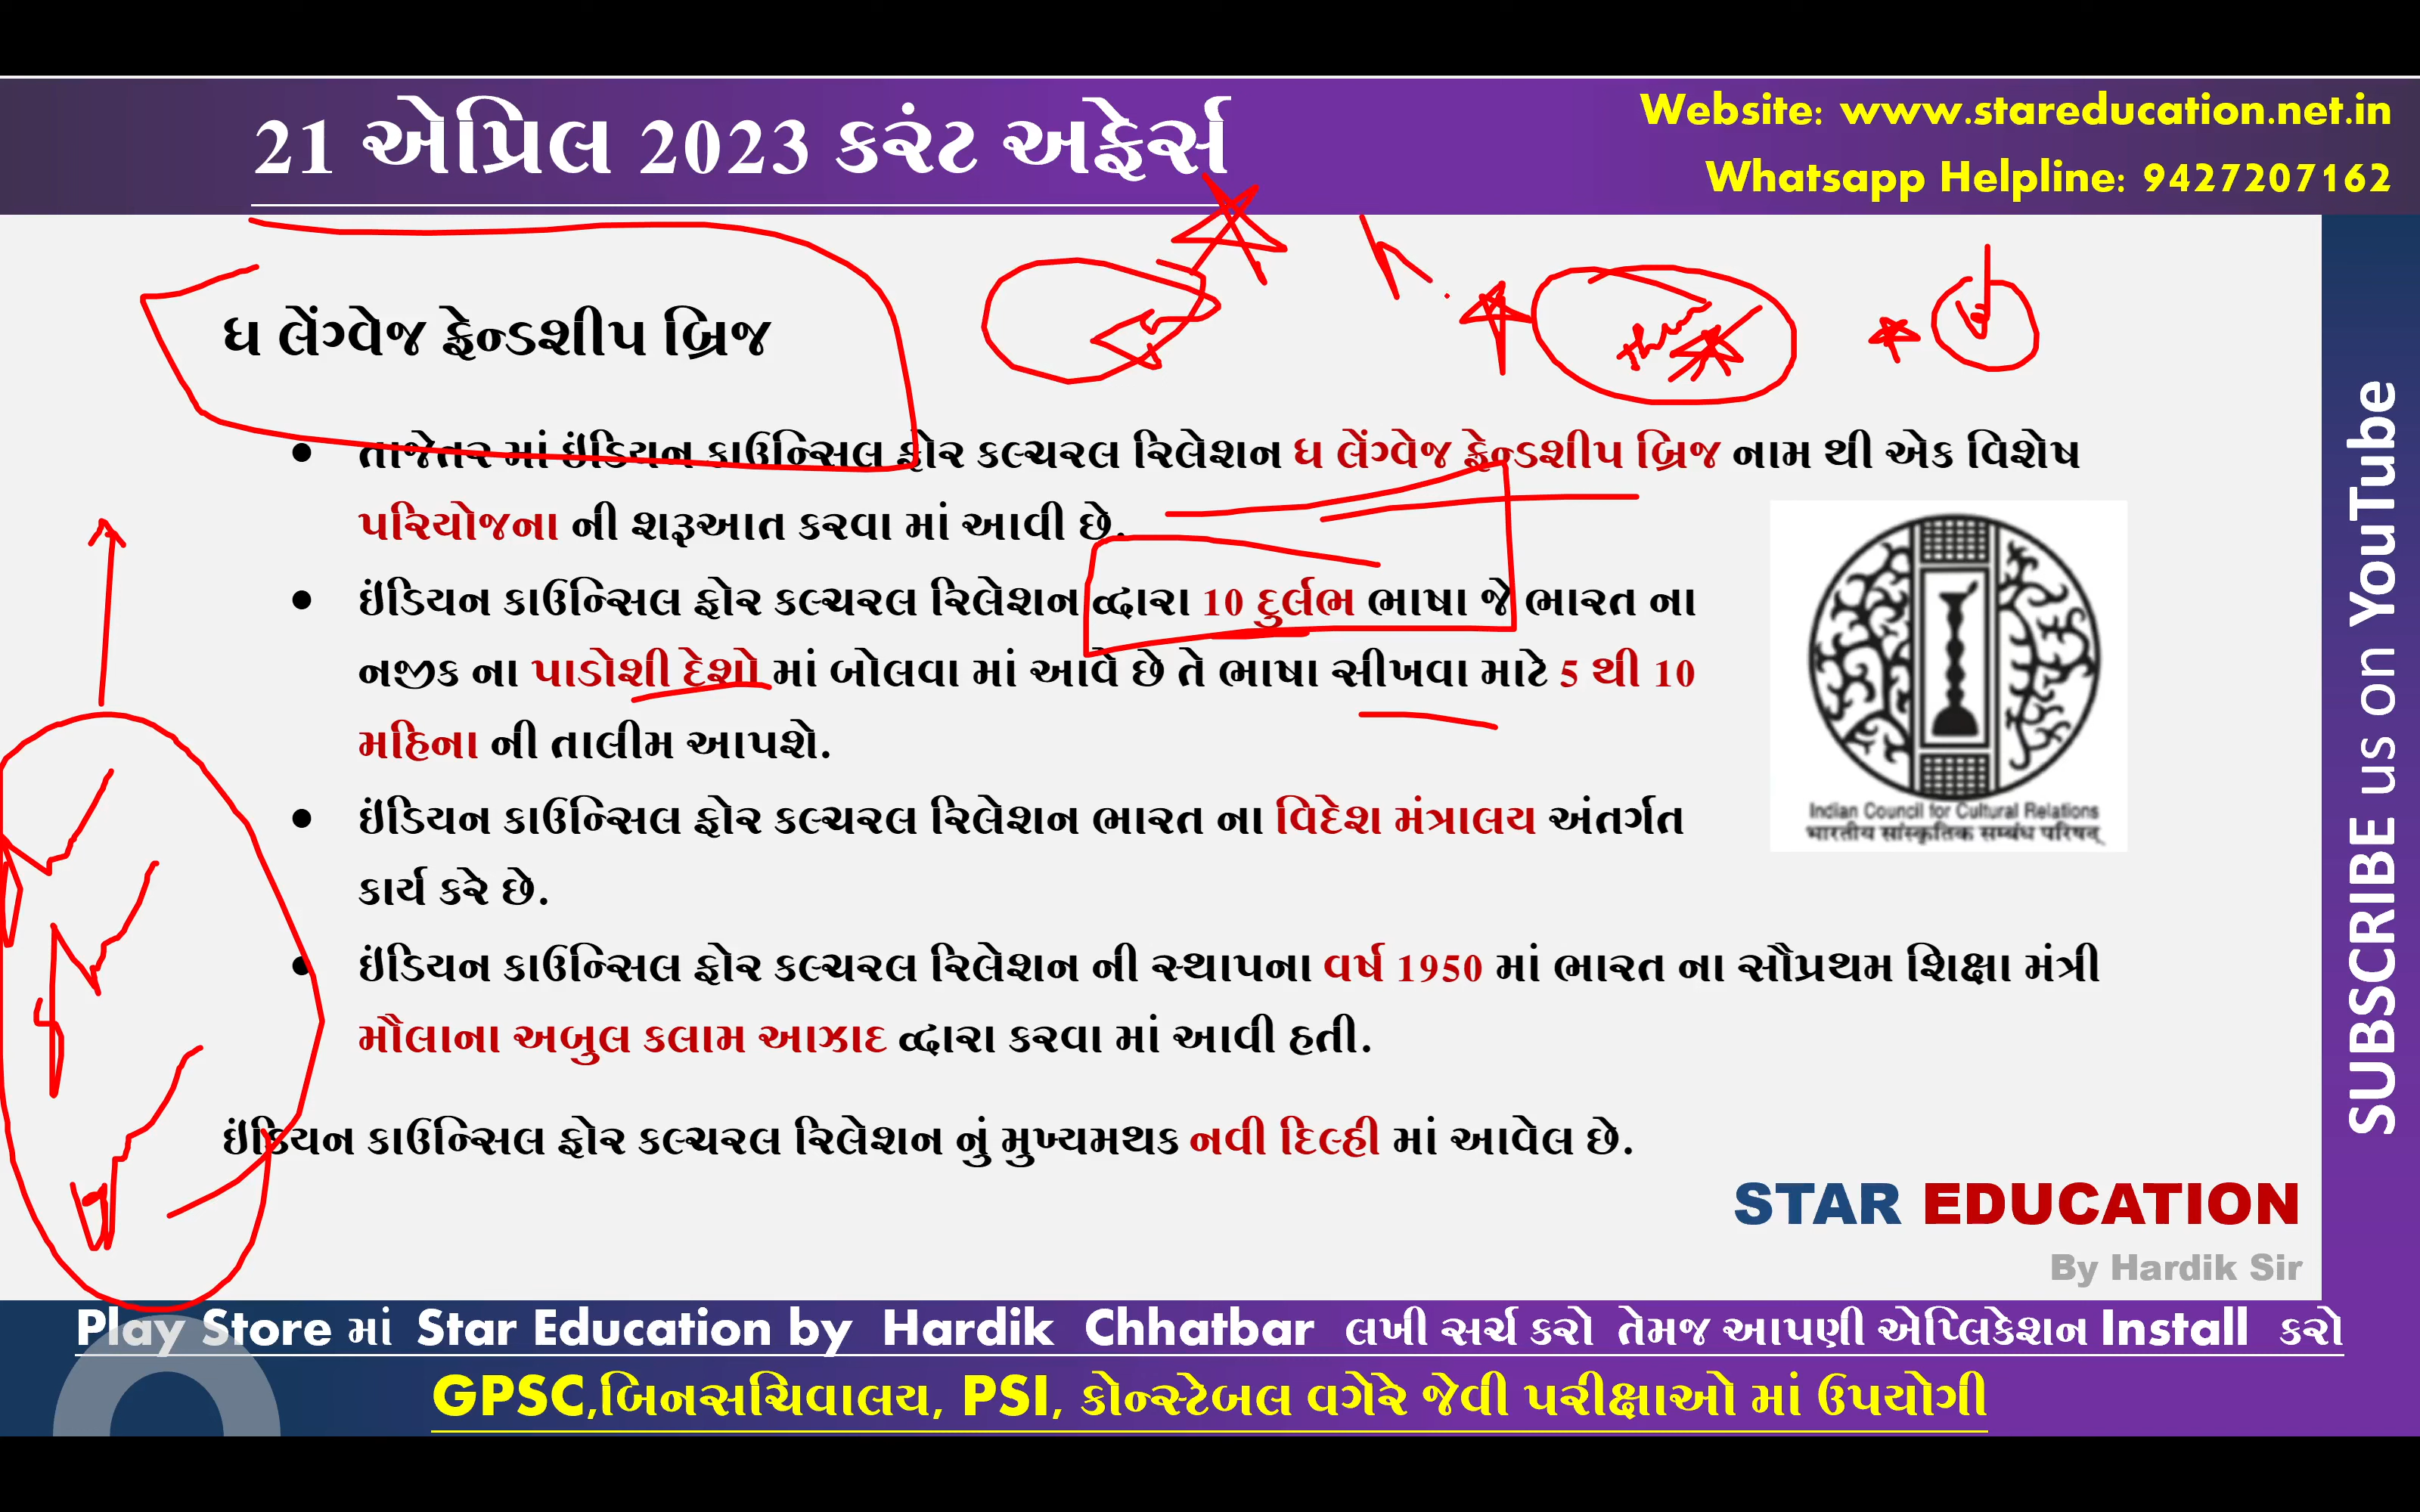 21 એપ્રિલ 2023 કરંટ અફેર્સ
Website: www.stareducation.net.in
Whatsapp Helpline: 9427207162
ધ લેંગ્વેજ ફ્રેન્ડશીપ બ્રિજ
• તાજેતર માં ઇંડિયન કાઉન્સિલ ફોર કલ્ચરલ રિલેશન ધ લેંગ્વેજ ફ્રેન્ડશીપ બ્રિજ નામ થી એક વિશેષ
પરિયોજના ની શરૂઆત કરવા માં આવી છે.
• ઇંડિયન કાઉન્સિલ ફોર કલ્ચરલ રિલેશન દ્વારા 10 દુર્લભ ભાષા જે ભારત ના
નજીક ના પાડોશી દેશો માં બોલવા માં આવે છે તે ભાષા સીખવા માટે 5 થી 10
મહિના ની તાલીમ આપશે.
• ઇંડિયન કાઉન્સિલ ફોર કલ્ચરલ રિલેશન ભારત ના વિદેશ મંત્રાલય અંતર્ગત
કાર્ય કરે છે.
• ઇંડિયન કાઉન્સિલ ફોર કલ્ચરલ રિલેશન ની સ્થાપના વર્ષ 1950 માં ભારત ના સૌપ્રથમ શિક્ષા મંત્રી
મૌલાના અબુલ કલામ આઝાદ દ્વારા કરવા માં આવી હતી.
ઇંડિયન કાઉન્સિલ ફોર કલ્ચરલ રિલેશન નું મુખ્યમથક નવી દિલ્હી માં આવેલ છે.
Indian Council for Cultural Relations
भारतीय सांस्कृतिक सम्बंध परिषद्
SUBSCRIBE us on YouTube
STAR EDUCATION
By Hardik Sir
Play Store માં Star Education by Hardik Chhatbar લખી સર્ચ કરો તેમજ આપણી એપ્લિકેશન Install કરો
GPSC,બિનસચિવાલય, PSI, કોન્સ્ટેબલ વગેરે જેવી પરીક્ષાઓ માં ઉપયોગી